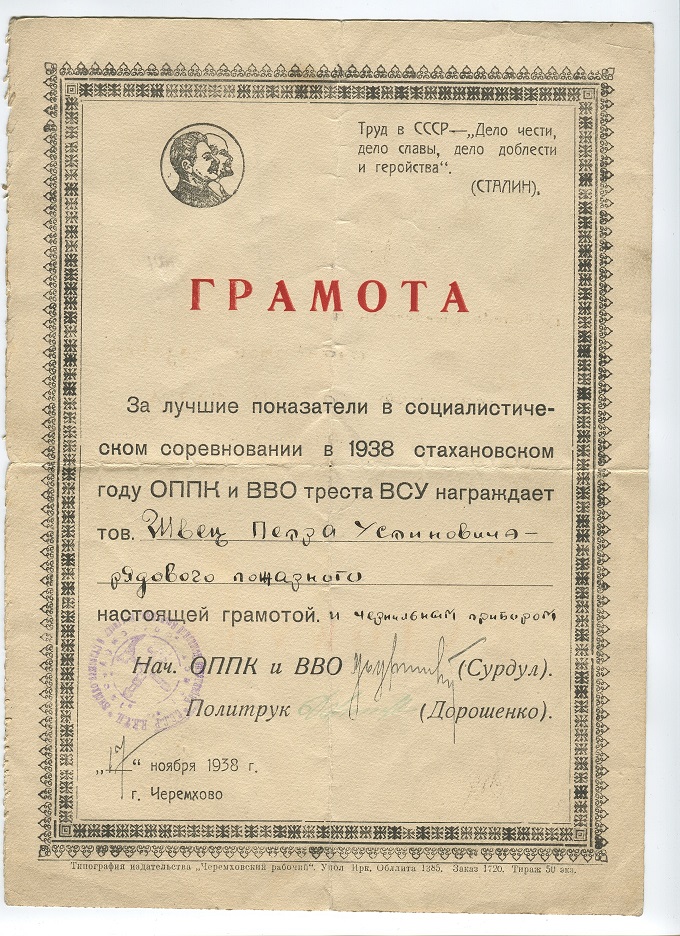 Труд в СССР—„Дело чести,
дело славы, дело доблести
и геройства“.
(СТАЛИН).
ГРАМОТА
За лучшие показатели в социалистиче-
ском соревновании в 1938 стахановском
году ОППК и ВВО треста ВСУ награждает
тов. Швец Петра Устиновича-
рядового пожарного
настоящей грамотой. и чернильным прибором
Нач. ОППК и ВВО (Сурдул).
Политрук (Дорошенко).
„17“ ноября 1938 г.
г. Черемхово
Типография издательства „Черемховский рабочий“. Упол Ирк. Обллита 1385. Заказ 1720. Тираж 50 экз.